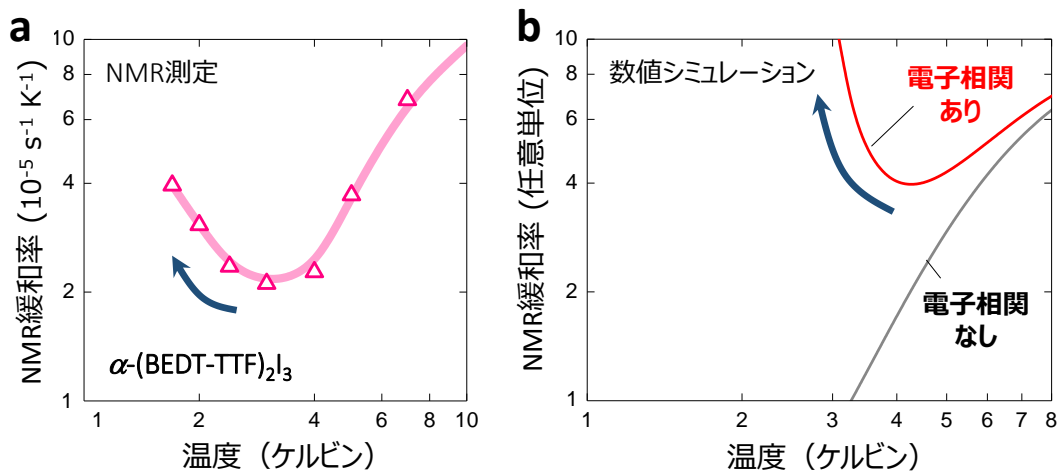 a
NMR測定
NMR緩和率 (10⁻⁵ s⁻¹ K⁻¹)
10
8
6
4
2
1
α-(BEDT-TTF)₂I₃
1
2
4
6
8
10
温度（ケルビン）
b
数値シミュレーション
電子相関
あり
NMR緩和率 (任意単位)
10
8
6
4
2
1
電子相関
なし
1
2
3
4
5
6
7
8
温度（ケルビン）